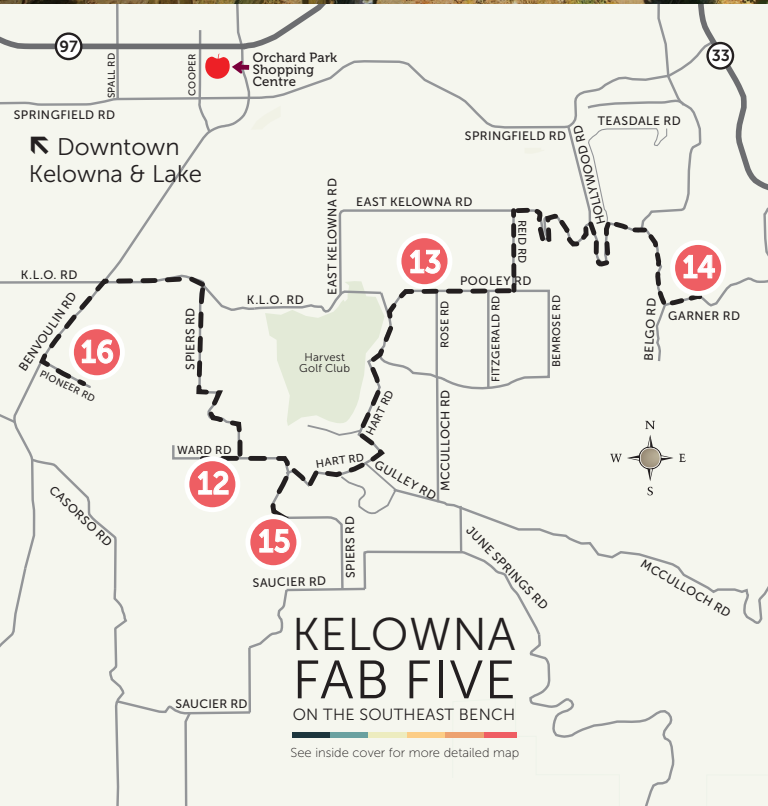 97
33
SPALL RD
COOPER
Orchard Park
Shopping
Centre
SPRINGFIELD RD
TEASDALE RD
SPRINGFIELD RD
HOLLYWOOD RD
Downtown
Kelowna & Lake
EAST KELOWNA RD
EAST KELOWNA RD
REID RD
13
14
K.L.O. RD
POOLEY RD
K.L.O. RD
GARNER RD
BENVOULIN RD
SPIERS RD
ROSE RD
FITZGERALD RD
BEMROSE RD
BELGO RD
16
Harvest
Golf Club
PIONEER RD
HART RD
MCCULLOCH RD
N
W
E
S
WARD RD
HART RD
GULLEY RD
12
CASORSO RD
15
SPIERS RD
JUNE SPRINGS RD
MCCULLOCH RD
SAUCIER RD
KELOWNA
FAB FIVE
ON THE SOUTHEAST BENCH
SAUCIER RD
See inside cover for more detailed map